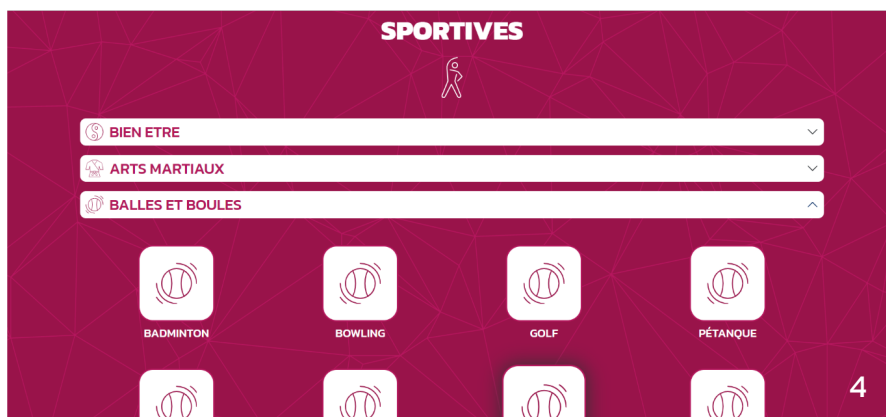 SPORTIVES
BIEN ETRE
ARTS MARTIAUX
BALLES ET BOULES
BADMINTON
BOWLING
GOLF
PÉTANQUE
4